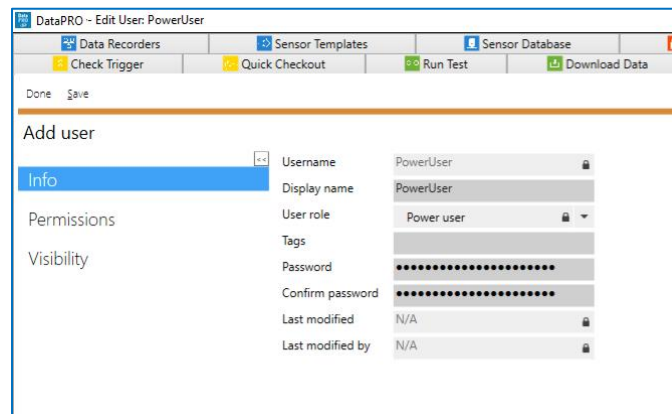 DataPRO - Edit User: PowerUser
Data Recorders Sensor Templates Sensor Database
Check Trigger Quick Checkout Run Test Download Data
Done Save
Add user
<<
Info
Permissions
Visibility
Username PowerUser
Display name PowerUser
User role Power user
Tags
Password ●●●●●●●●●●●●●●●●●●●●●●
Confirm password ●●●●●●●●●●●●●●●●●●●●●●
Last modified N/A
Last modified by N/A